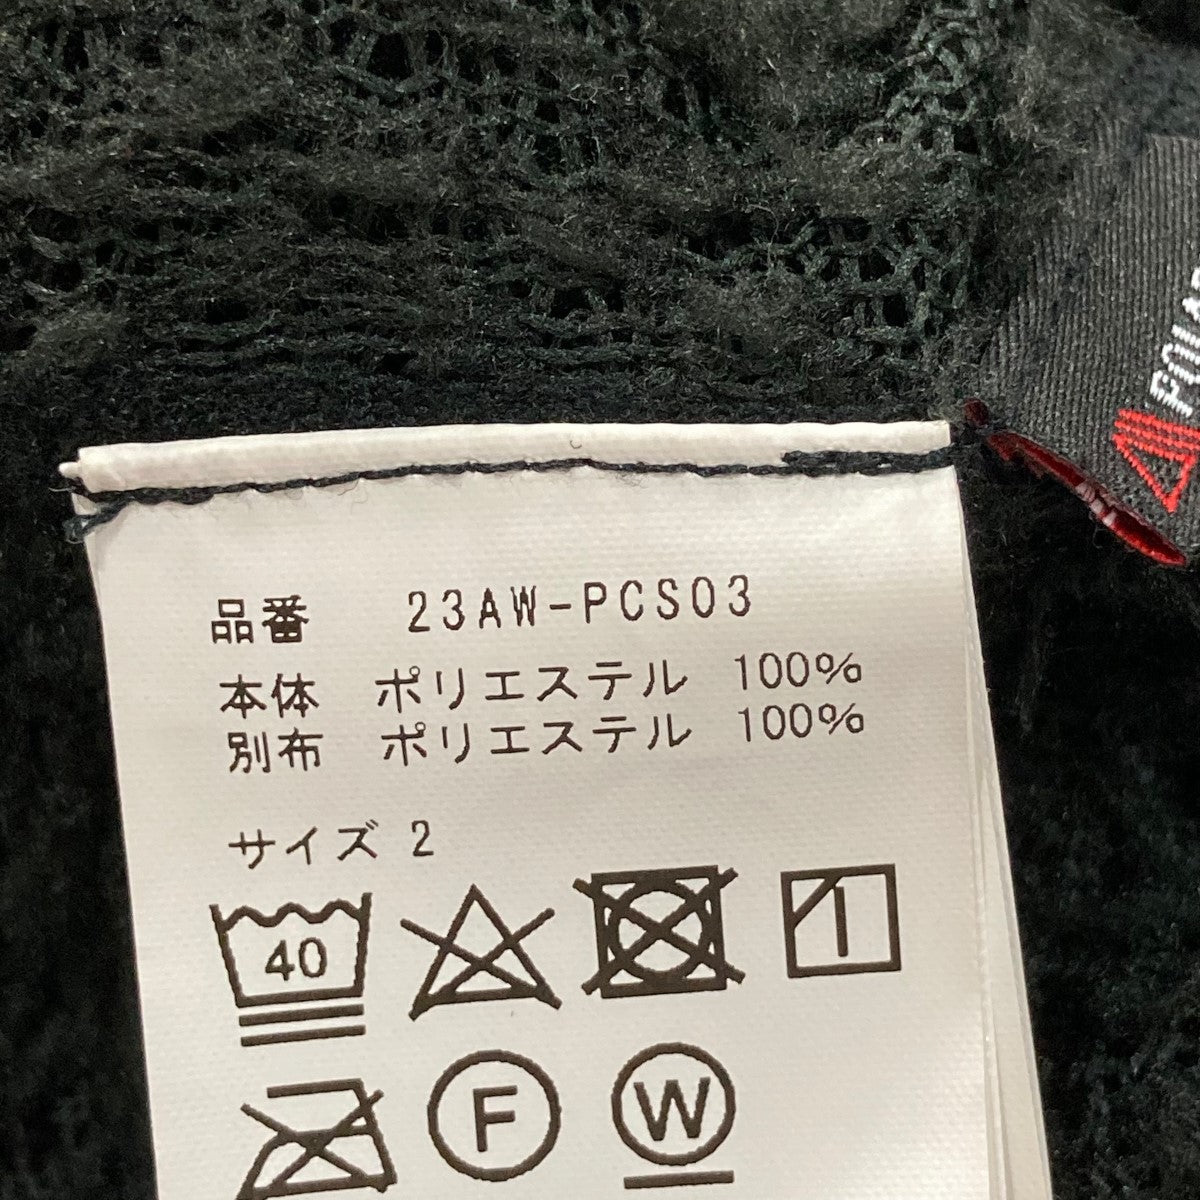 品番 23AW-PCS03
本体 ポリエステル 100%
別布 ポリエステル 100%
サイズ 2
40
F
W